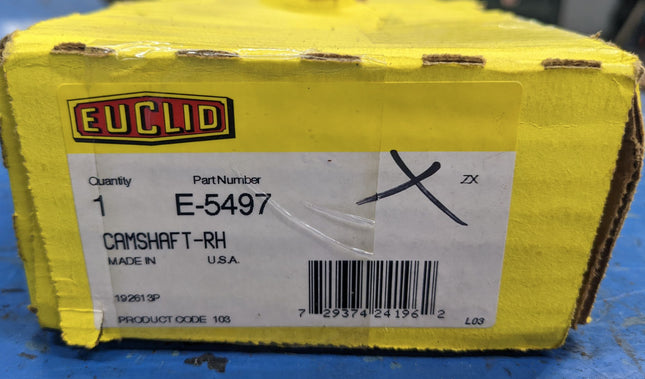 EUCLID
Quantity Part Number
1 E-5497 ZX
CAMSHAFT-RH
MADE IN U.S.A.
192613P
PRODUCT CODE 103
7 29374 24196 2
L03